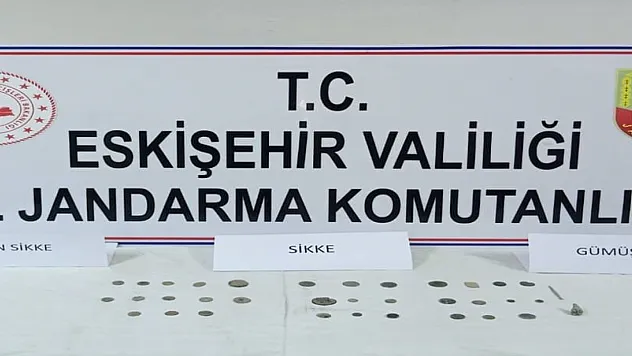 T.C.
ESKİŞEHİR VALİLİĞİ
. JANDARMA KOMUTANLI
N SİKKE
SİKKE
GÜMÜŞ